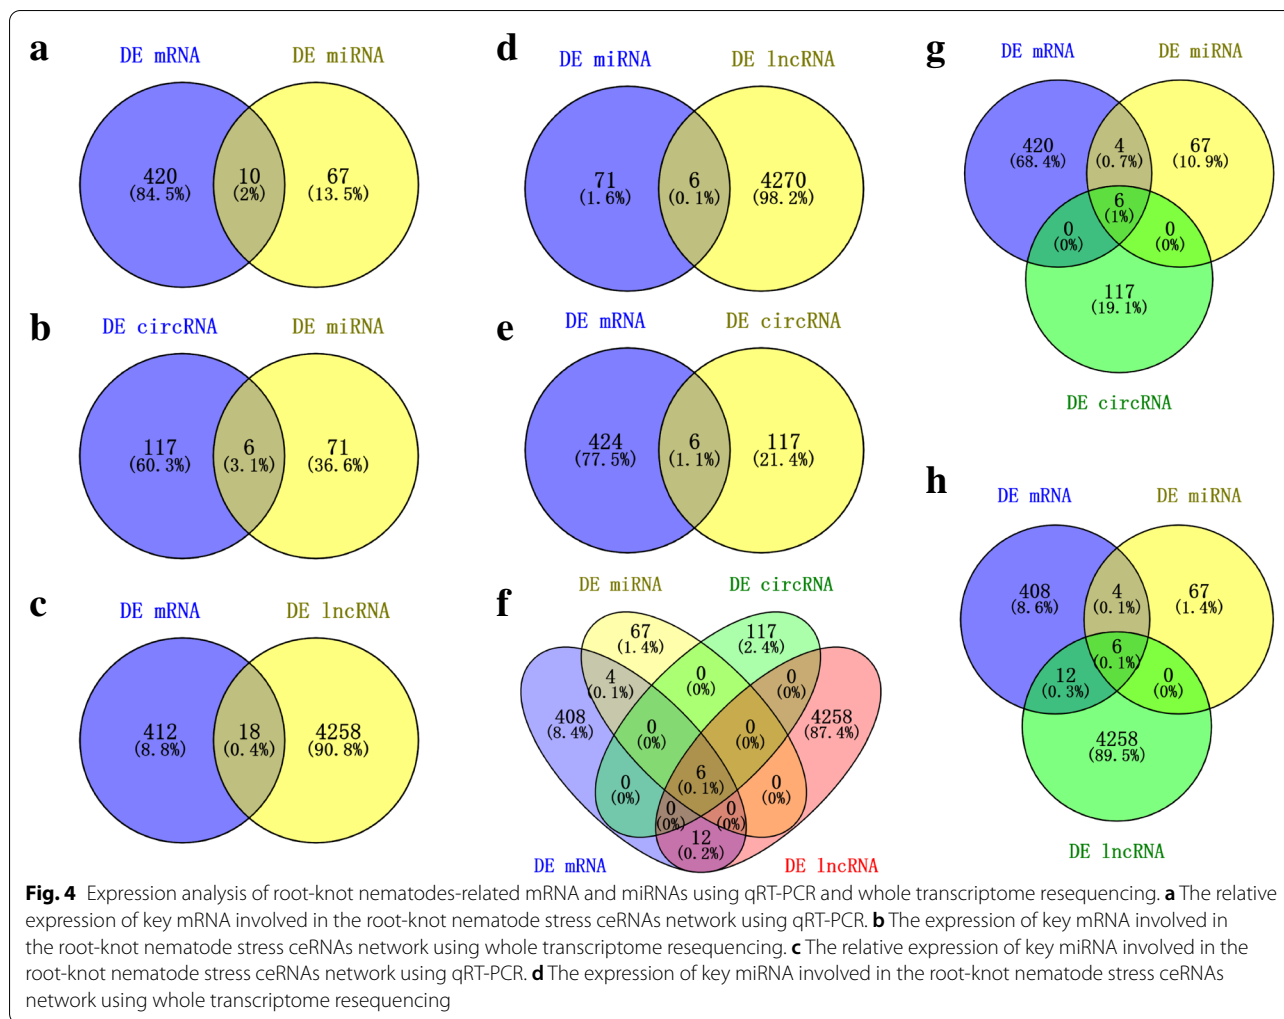 a
DE mRNA
DE miRNA
420
(84.5%)
10
(2%)
67
(13.5%)
b
DE circRNA
DE miRNA
117
(60.3%)
6
(3.1%)
71
(36.6%)
c
DE mRNA
DE lncRNA
412
(8.8%)
18
(0.4%)
4258
(90.8%)
d
DE miRNA
DE lncRNA
71
(1.6%)
6
(0.1%)
4270
(98.2%)
e
DE mRNA
DE circRNA
424
(77.5%)
6
(1.1%)
117
(21.4%)
f
DE miRNA
DE circRNA
67
(1.4%)
117
(2.4%)
4
(0.1%)
0
(0%)
0
(0%)
408
(8.4%)
0
(0%)
0
(0%)
4258
(87.4%)
0
(0%)
6
(0.1%)
0
(0%)
0
(0%)
0
(0%)
12
(0.2%)
DE mRNA
DE lncRNA
g
DE mRNA
DE miRNA
420
(68.4%)
4
(0.7%)
67
(10.9%)
6
(1%)
0
(0%)
0
(0%)
117
(19.1%)
DE circRNA
h
DE mRNA
DE miRNA
408
(8.6%)
4
(0.1%)
67
(1.4%)
6
(0.1%)
12
(0.3%)
0
(0%)
4258
(89.5%)
DE lncRNA
Fig. 4 Expression analysis of root-knot nematodes-related mRNA and miRNAs using qRT-PCR and whole transcriptome resequencing. a The relative
expression of key mRNA involved in the root-knot nematode stress ceRNAs network using qRT-PCR. b The expression of key mRNA involved in
the root-knot nematode stress ceRNAs network using whole transcriptome resequencing. c The relative expression of key miRNA involved in the
root-knot nematode stress ceRNAs network using qRT-PCR. d The expression of key miRNA involved in the root-knot nematode stress ceRNAs
network using whole transcriptome resequencing